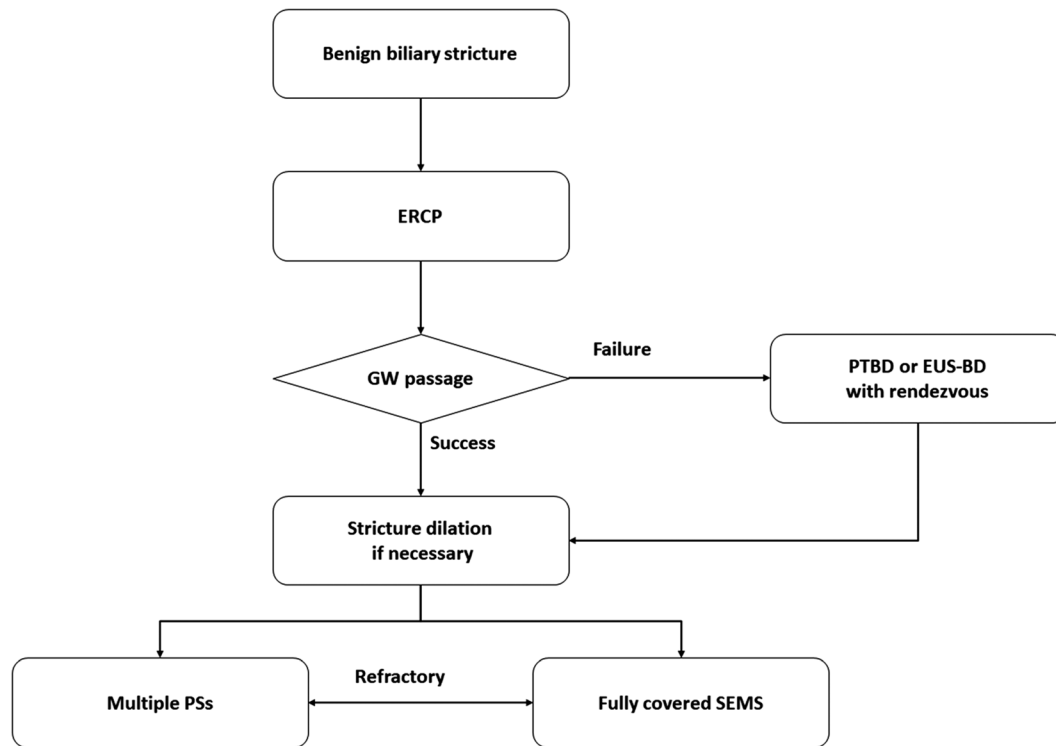 Benign biliary stricture
ERCP
GW passage
Failure
PTBD or EUS-BD
with rendezvous
Success
Stricture dilation
if necessary
Multiple PSs
Refractory
Fully covered SEMS